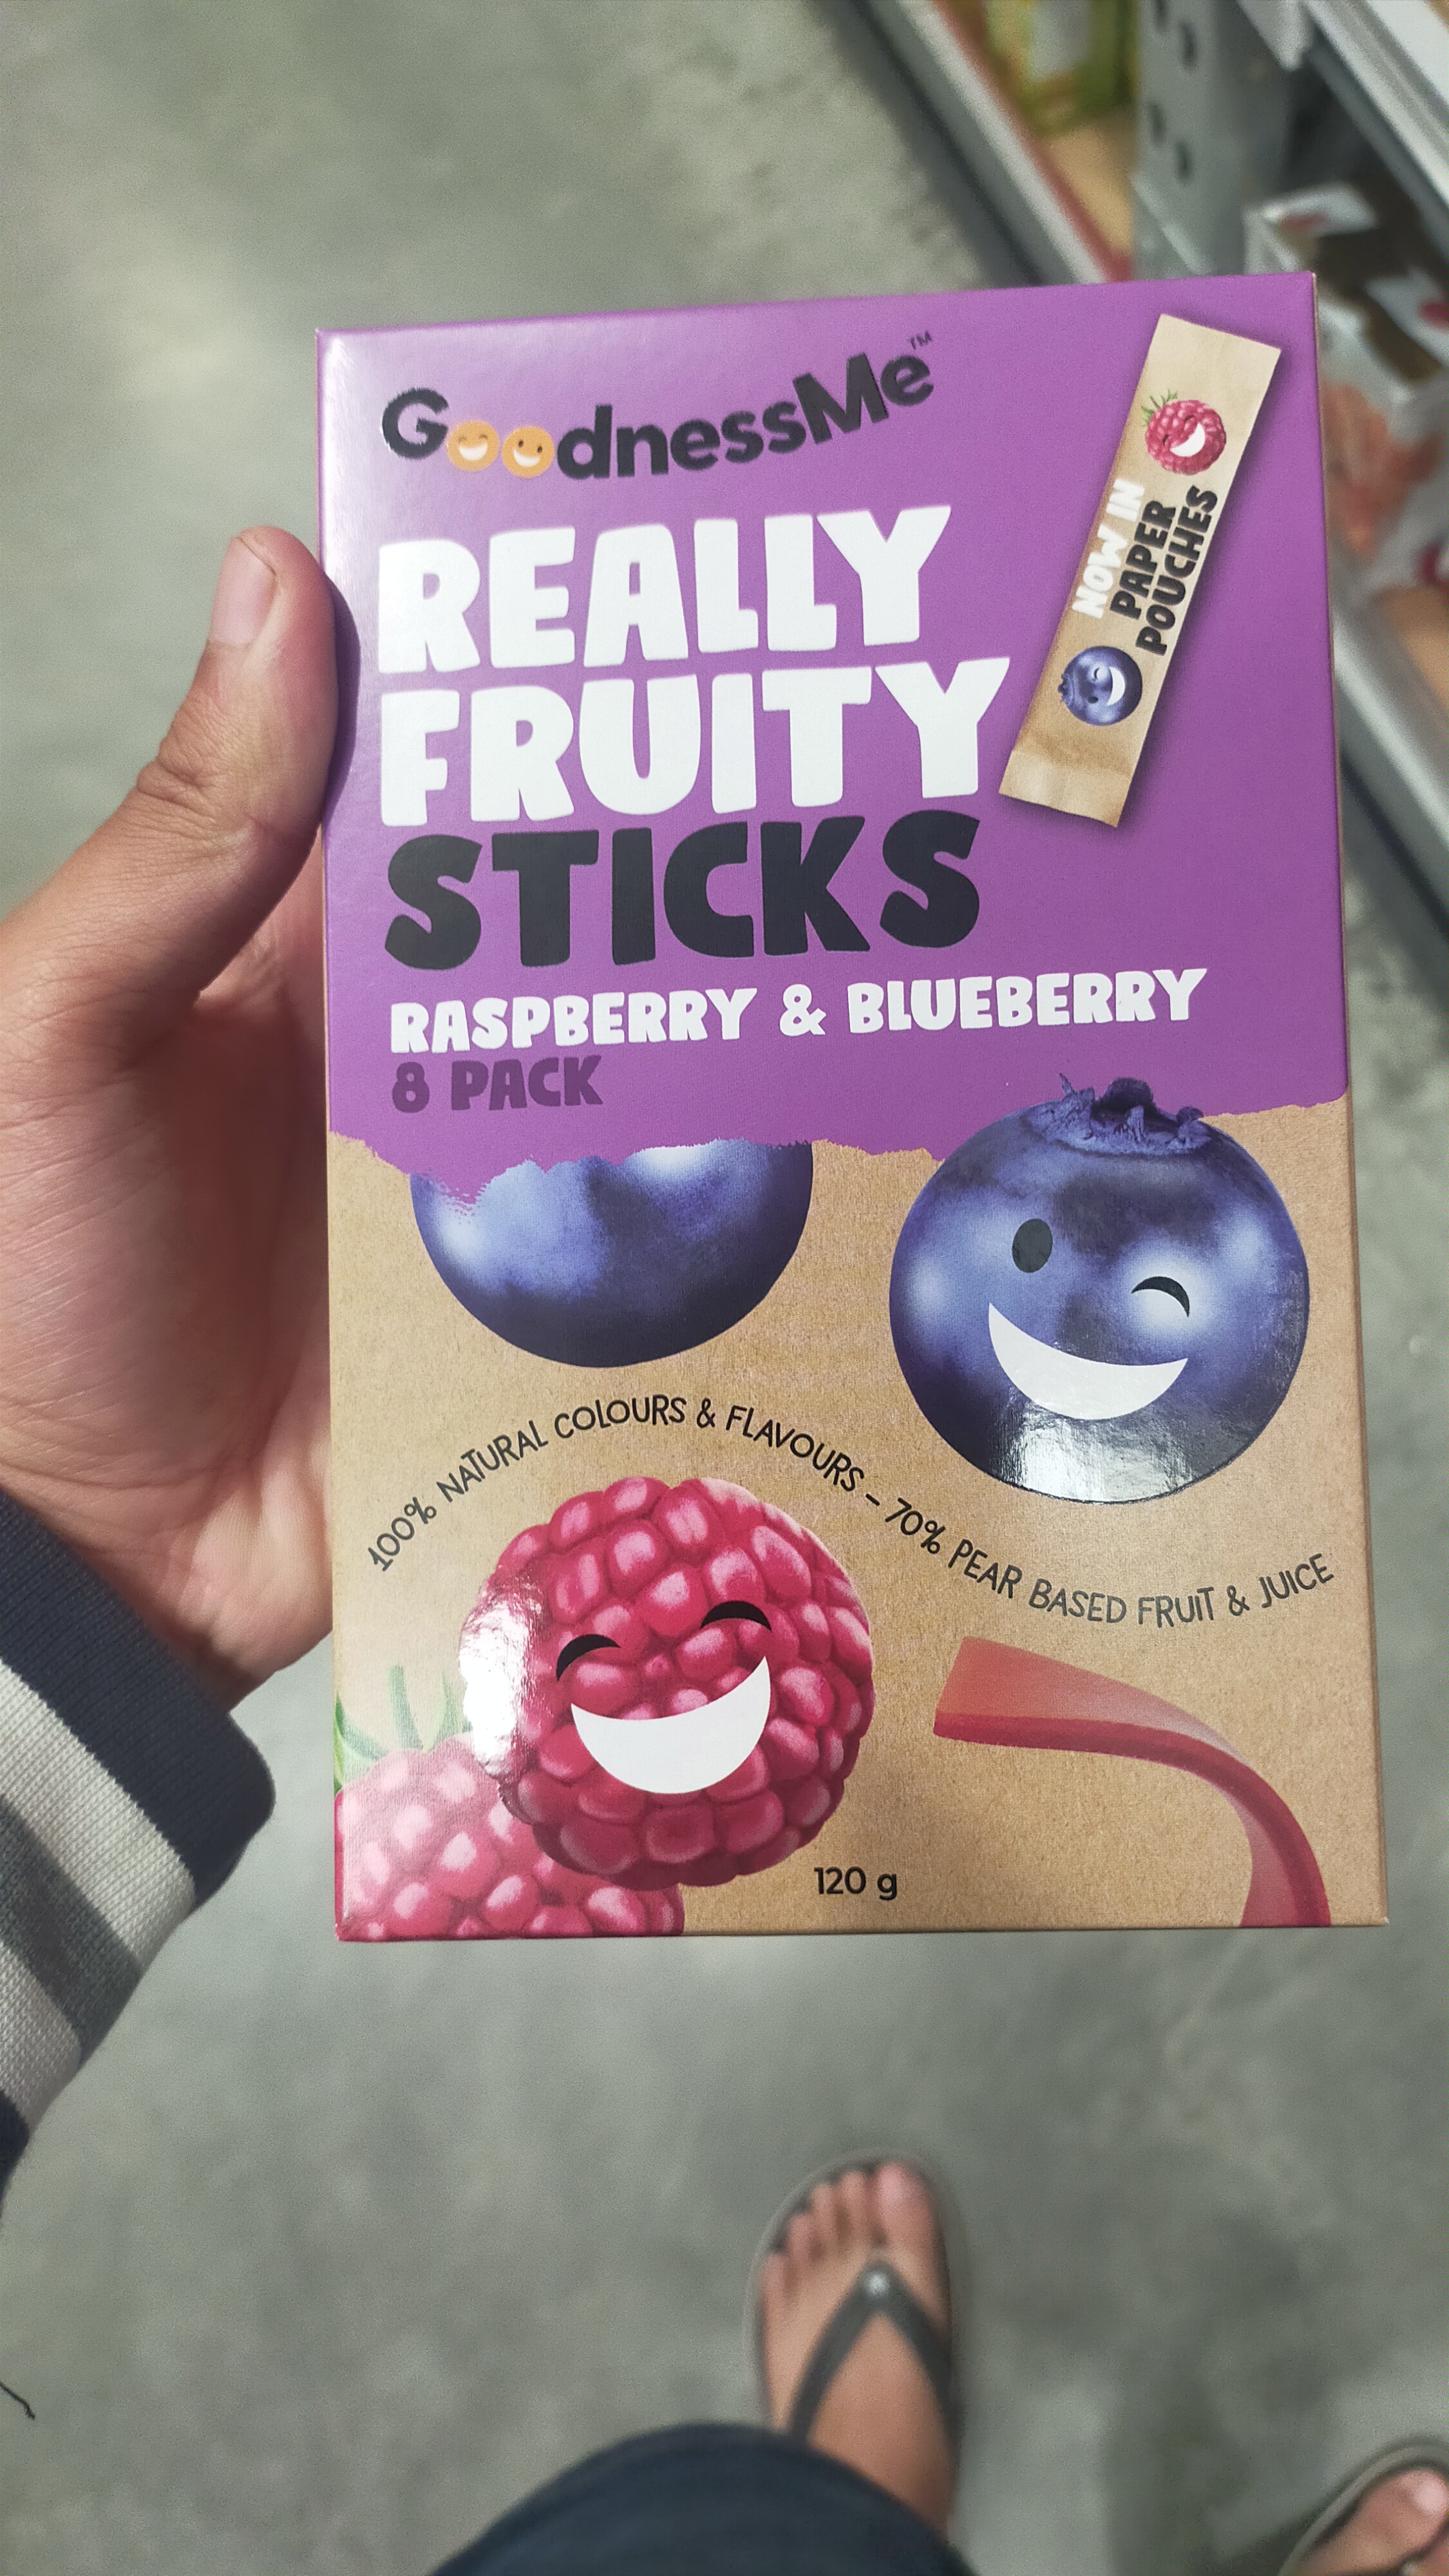 GoodnessMe™
REALLY
FRUITY
STICKS
RASPBERRY & BLUEBERRY
8 PACK
NOW IN
PAPER
POUCHES
100% NATURAL COLOURS & FLAVOURS – 70% PEAR BASED FRUIT & JUICE
120 g